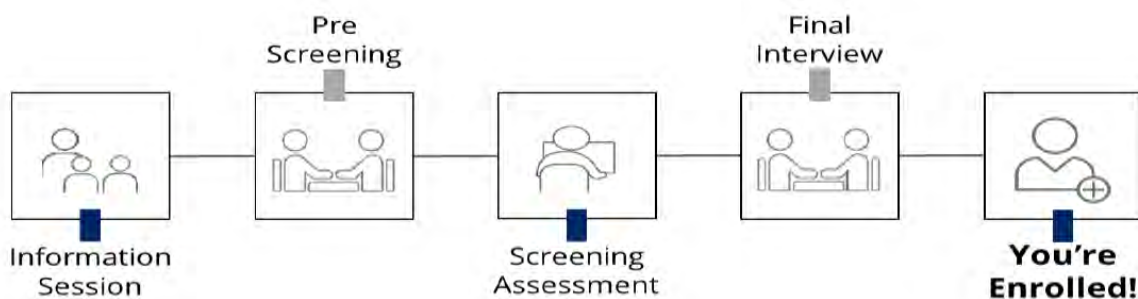 Pre
Screening
Final
Interview
Information
Session
Screening
Assessment
You're
Enrolled!